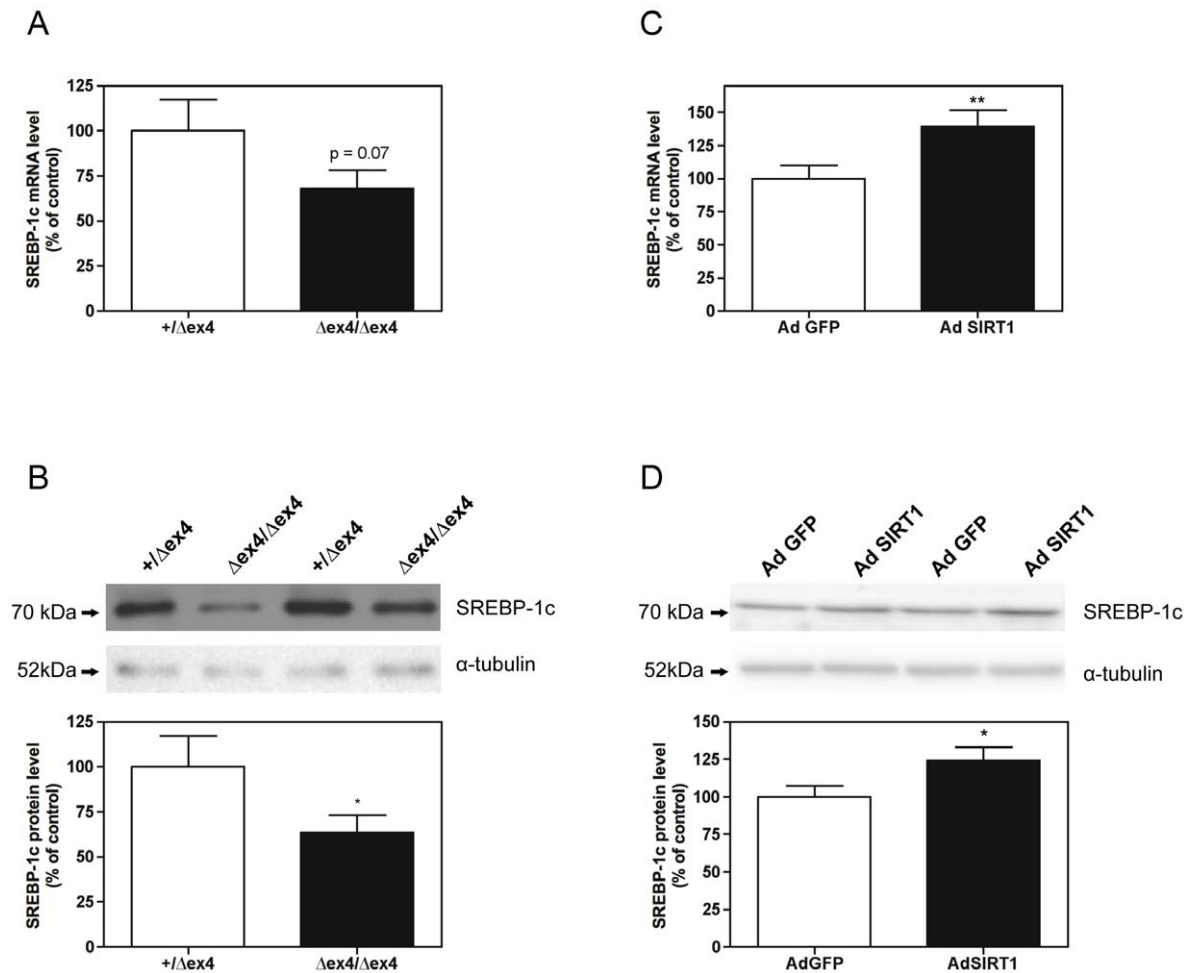 A
SREBP-1c mRNA level
(% of control)
125
100
75
50
25
0
p = 0.07
+/Δex4
Δex4/Δex4
C
SREBP-1c mRNA level
(% of control)
150
125
100
75
50
25
0
**
Ad GFP
Ad SIRT1
B
+/Δex4
Δex4/Δex4
+/Δex4
Δex4/Δex4
70 kDa
SREBP-1c
52kDa
α-tubulin
SREBP-1c protein level
(% of control)
125
100
75
50
25
0
*
+/Δex4
Δex4/Δex4
D
Ad GFP
Ad SIRT1
Ad GFP
Ad SIRT1
70 kDa
SREBP-1c
52kDa
α-tubulin
SREBP-1c protein level
(% of control)
150
125
100
75
50
25
0
*
AdGFP
AdSIRT1